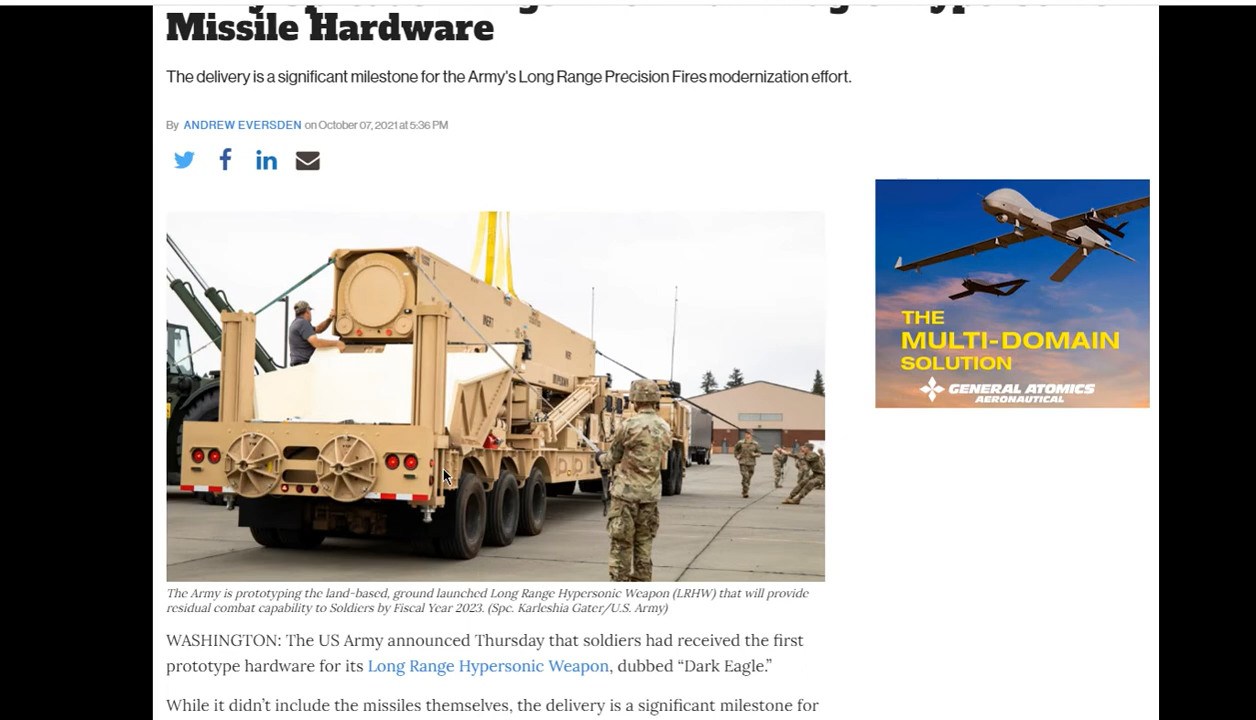 Missile Hardware
The delivery is a significant milestone for the Army's Long Range Precision Fires modernization effort.
By ANDREW EVERSDEN on October 07, 2021 at 5:36 PM
INERT
INERT
THE
MULTI-DOMAIN
SOLUTION
GENERAL ATOMICS
AERONAUTICAL
The Army is prototyping the land-based, ground launched Long Range Hypersonic Weapon (LRHW) that will provide
residual combat capability to Soldiers by Fiscal Year 2023. (Spc. Karleshia Gater/U.S. Army)
WASHINGTON: The US Army announced Thursday that soldiers had received the first
prototype hardware for its Long Range Hypersonic Weapon, dubbed “Dark Eagle.”
While it didn’t include the missiles themselves, the delivery is a significant milestone for